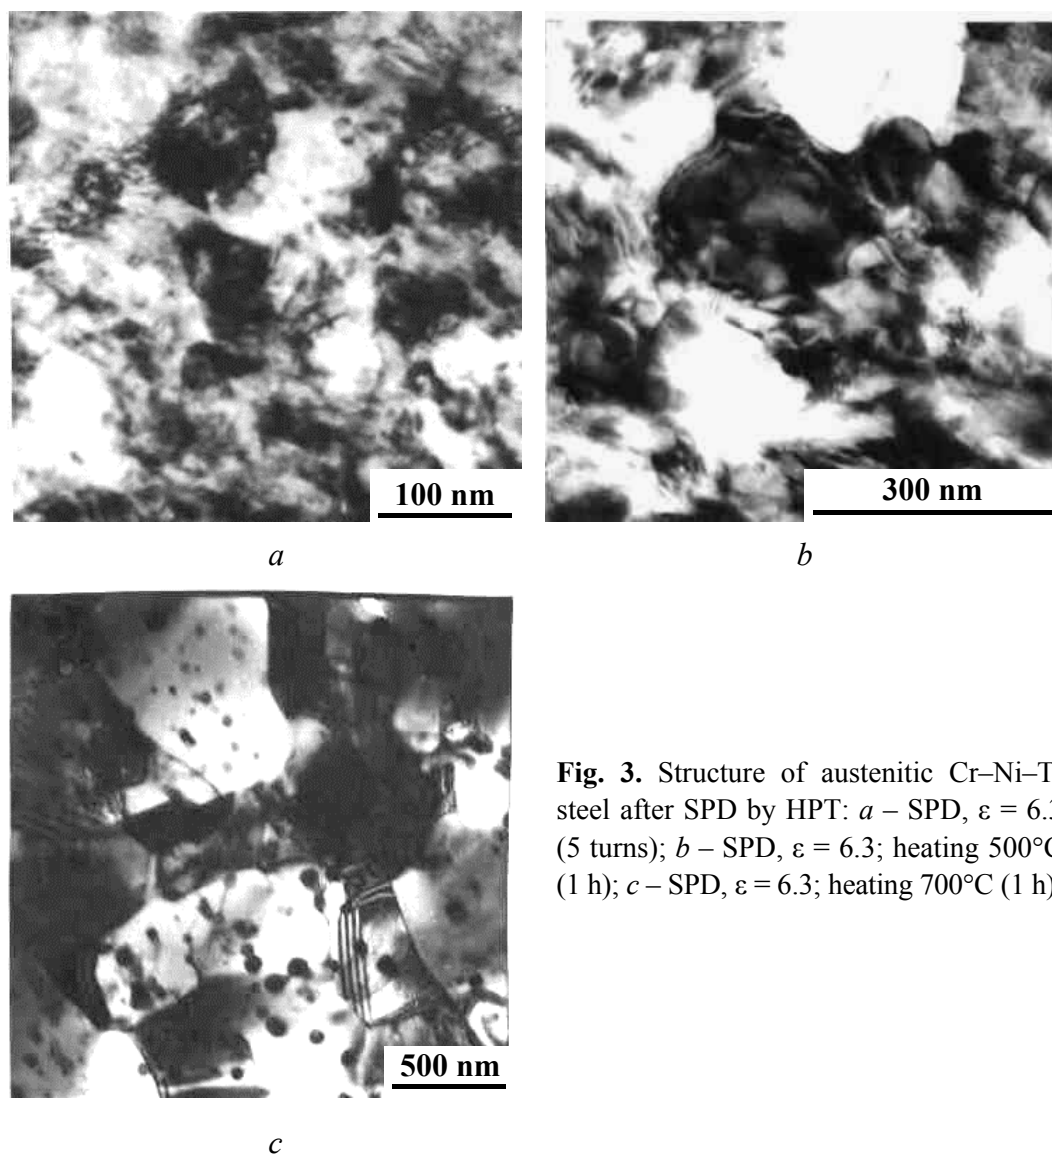 100 nm
300 nm
a
b
500 nm
Fig. 3. Structure of austenitic Cr–Ni–T
steel after SPD by HPT: a – SPD, ε = 6.3
(5 turns); b – SPD, ε = 6.3; heating 500°C
(1 h); c – SPD, ε = 6.3; heating 700°C (1 h)
c